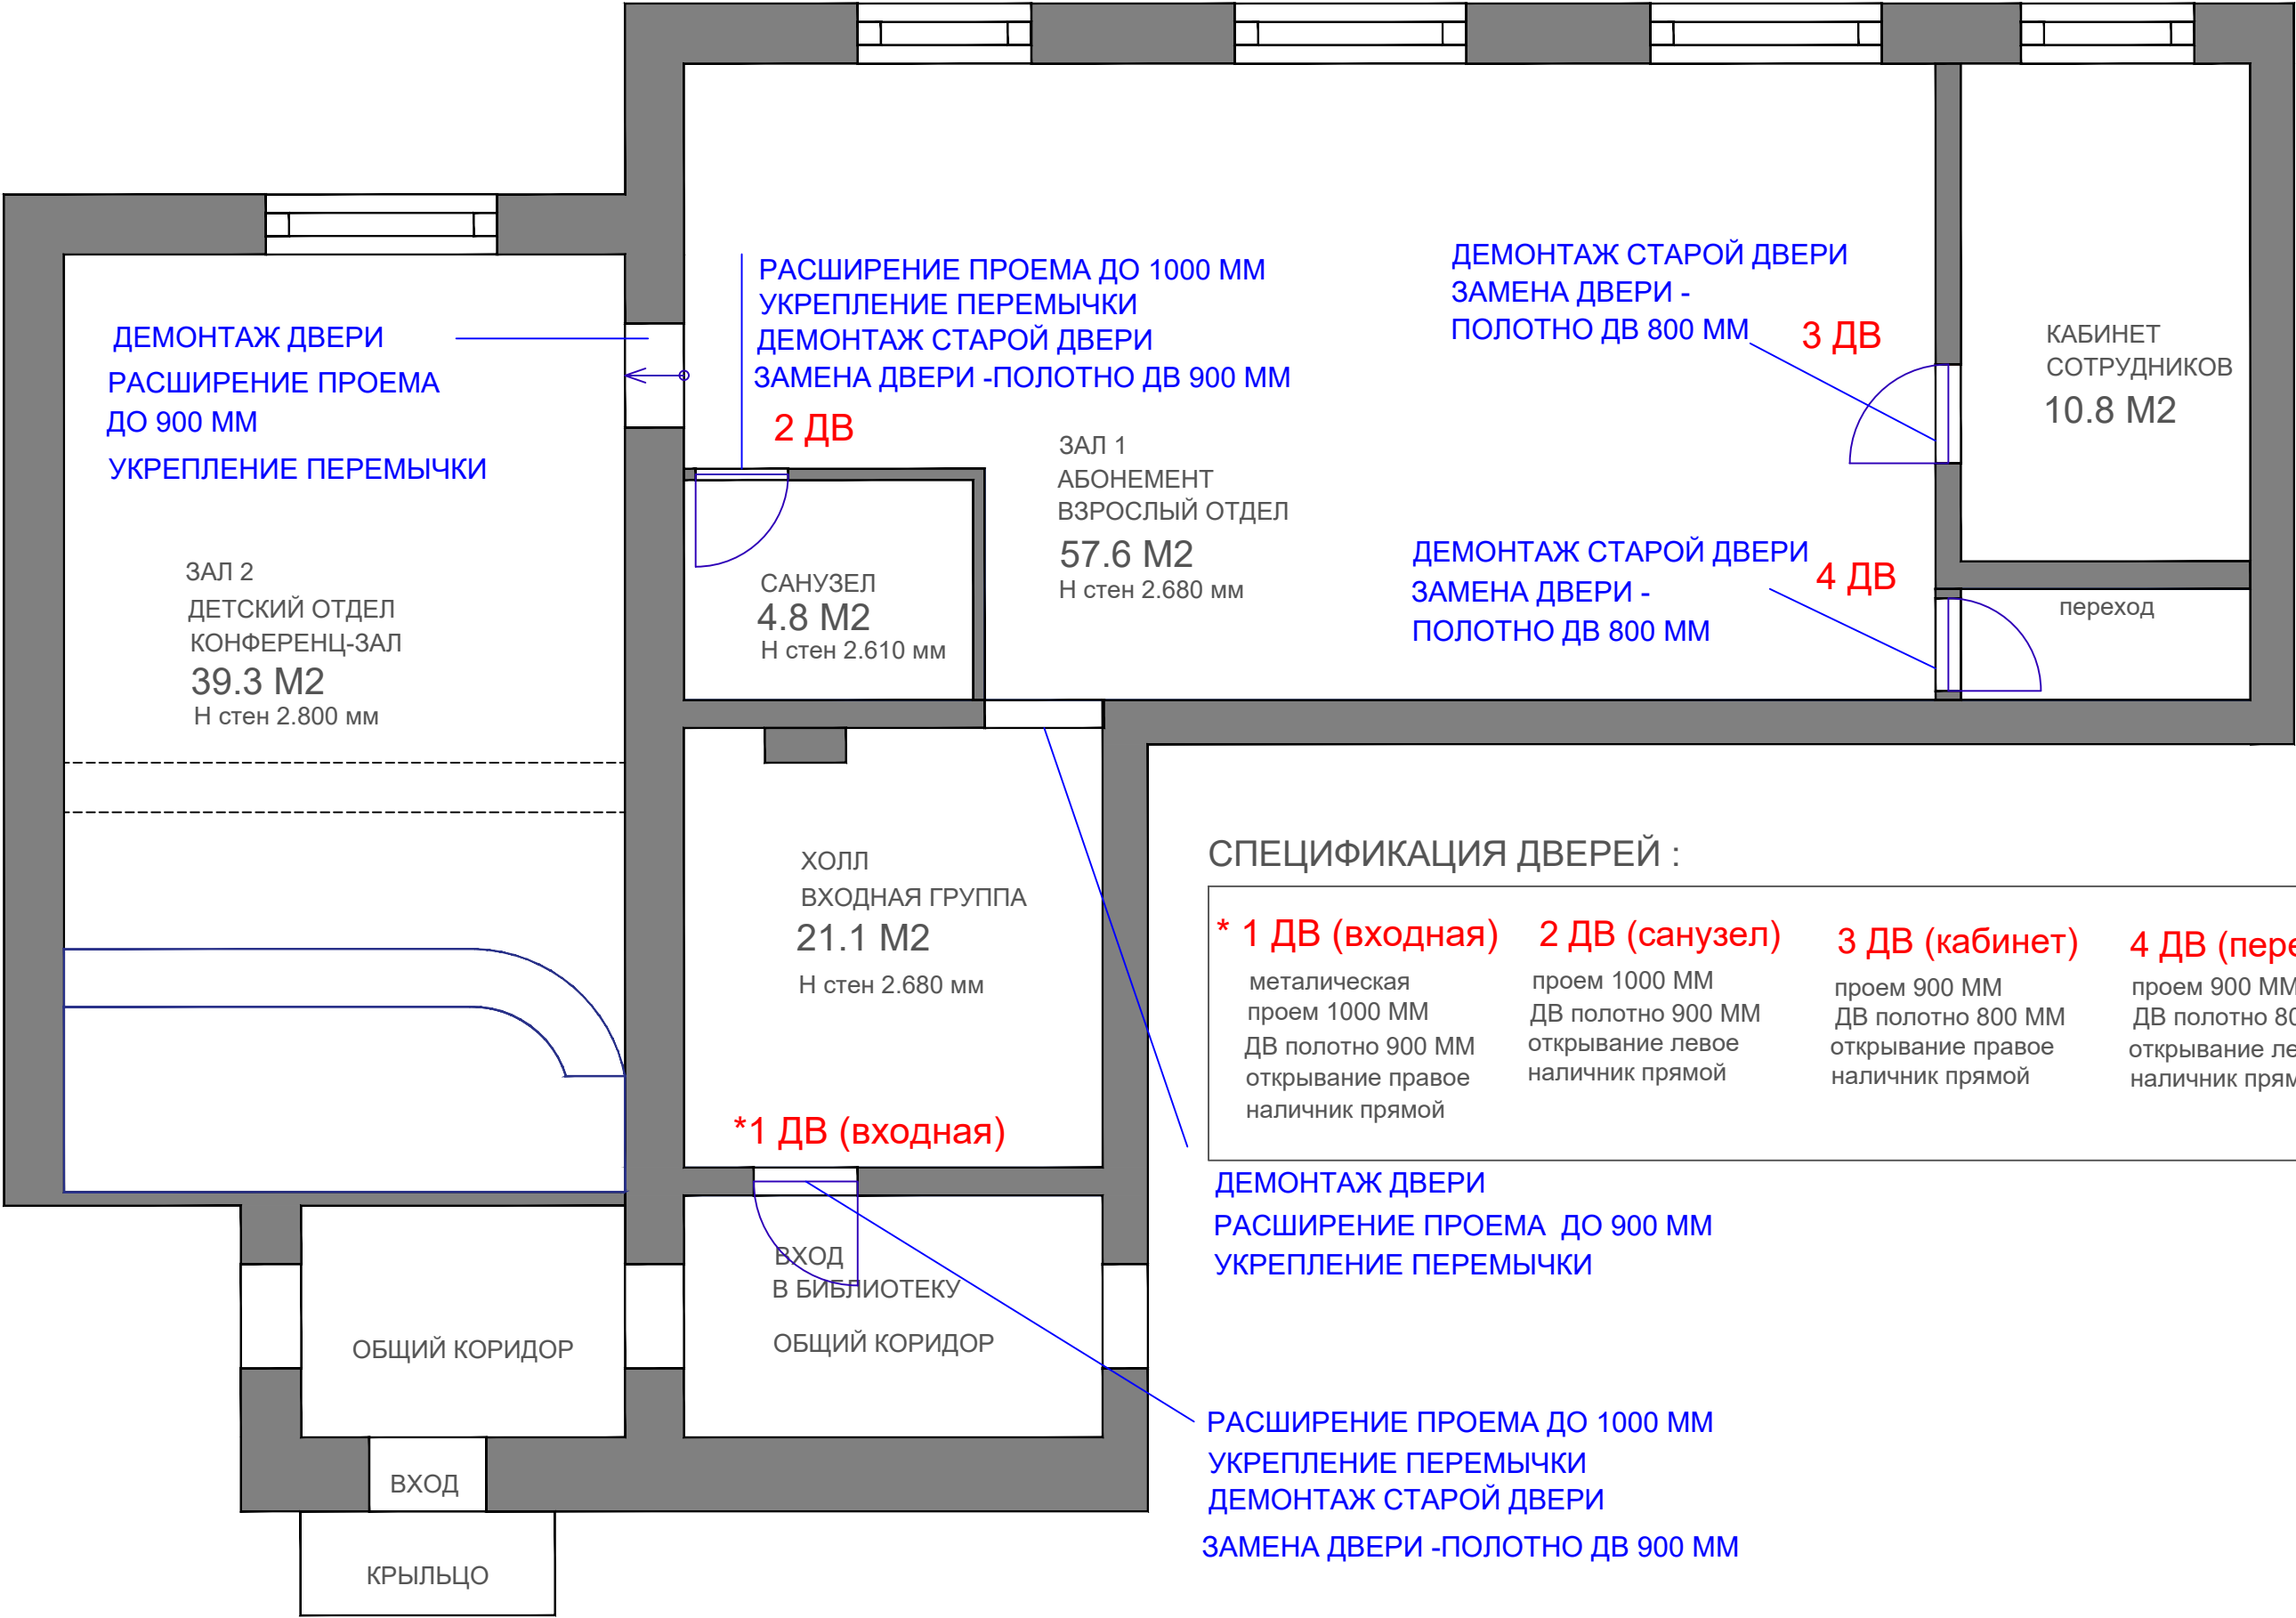 РАСШИРЕНИЕ ПРОЕМА ДО 1000 ММ
УКРЕПЛЕНИЕ ПЕРЕМЫЧКИ
ДЕМОНТАЖ СТАРОЙ ДВЕРИ
ЗАМЕНА ДВЕРИ -ПОЛОТНО ДВ 900 ММ
2 ДВ
ДЕМОНТАЖ СТАРОЙ ДВЕРИ
ЗАМЕНА ДВЕРИ -
ПОЛОТНО ДВ 800 ММ
3 ДВ
КАБИНЕТ
СОТРУДНИКОВ
10.8 М2
ДЕМОНТАЖ ДВЕРИ
РАСШИРЕНИЕ ПРОЕМА
ДО 900 ММ
УКРЕПЛЕНИЕ ПЕРЕМЫЧКИ
ЗАЛ 1
АБОНЕМЕНТ
ВЗРОСЛЫЙ ОТДЕЛ
57.6 М2
Н стен 2.680 мм
ДЕМОНТАЖ СТАРОЙ ДВЕРИ
ЗАМЕНА ДВЕРИ -
ПОЛОТНО ДВ 800 ММ
4 ДВ
переход
ЗАЛ 2
ДЕТСКИЙ ОТДЕЛ
КОНФЕРЕНЦ-ЗАЛ
39.3 М2
Н стен 2.800 мм
САНУЗЕЛ
4.8 М2
Н стен 2.610 мм
ХОЛЛ
ВХОДНАЯ ГРУППА
21.1 М2
Н стен 2.680 мм
*1 ДВ (входная)
СПЕЦИФИКАЦИЯ ДВЕРЕЙ :
* 1 ДВ (входная)
металическая
проем 1000 ММ
ДВ полотно 900 ММ
открывание правое
наличник прямой
2 ДВ (санузел)
проем 1000 ММ
ДВ полотно 900 ММ
открывание левое
наличник прямой
3 ДВ (кабинет)
проем 900 ММ
ДВ полотно 800 ММ
открывание правое
наличник прямой
4 ДВ
проем 900 ММ
ДВ полотно
открывание
наличник
ДЕМОНТАЖ ДВЕРИ
РАСШИРЕНИЕ ПРОЕМА ДО 900 ММ
УКРЕПЛЕНИЕ ПЕРЕМЫЧКИ
ВХОД
В БИБЛИОТЕКУ
ОБЩИЙ КОРИДОР
ОБЩИЙ КОРИДОР
РАСШИРЕНИЕ ПРОЕМА ДО 1000 ММ
УКРЕПЛЕНИЕ ПЕРЕМЫЧКИ
ДЕМОНТАЖ СТАРОЙ ДВЕРИ
ЗАМЕНА ДВЕРИ -ПОЛОТНО ДВ 900 ММ
ВХОД
КРЫЛЬЦО